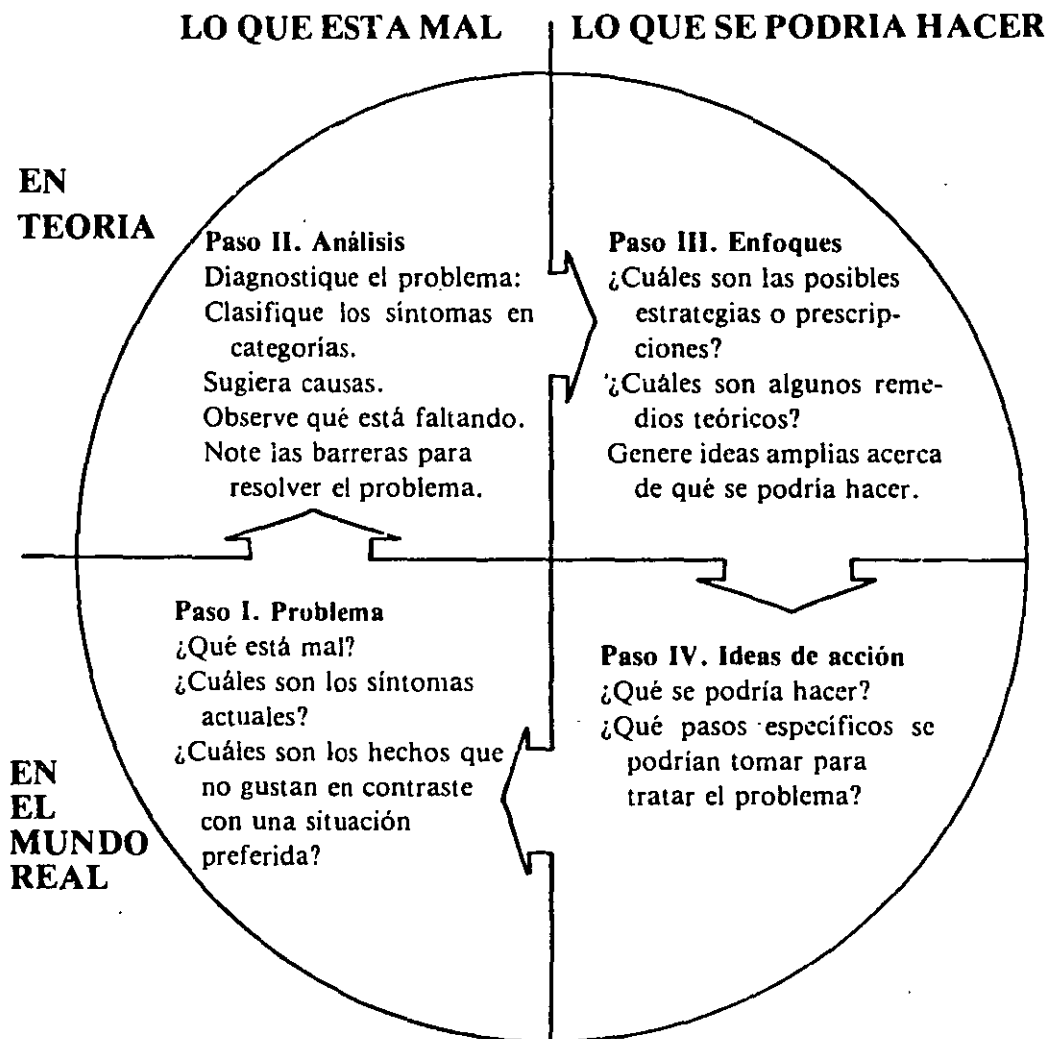 LO QUE ESTA MAL
LO QUE SE PODRIA HACER
EN
TEORIA
Paso II. Análisis
Diagnostique el problema:
Clasifique los síntomas en
categorías.
Sugiera causas.
Observe qué está faltando.
Note las barreras para
resolver el problema.
Paso III. Enfoques
¿Cuáles son las posibles
estrategias o prescrip-
ciones?
¿Cuáles son algunos reme-
dios teóricos?
Genere ideas amplias acerca
de qué se podría hacer.
EN
EL
MUNDO
REAL
Paso I. Problema
¿Qué está mal?
¿Cuáles son los síntomas
actuales?
¿Cuáles son los hechos que
no gustan en contraste
con una situación
preferida?
Paso IV. Ideas de acción
¿Qué se podría hacer?
¿Qué pasos específicos se
podrían tomar para
tratar el problema?